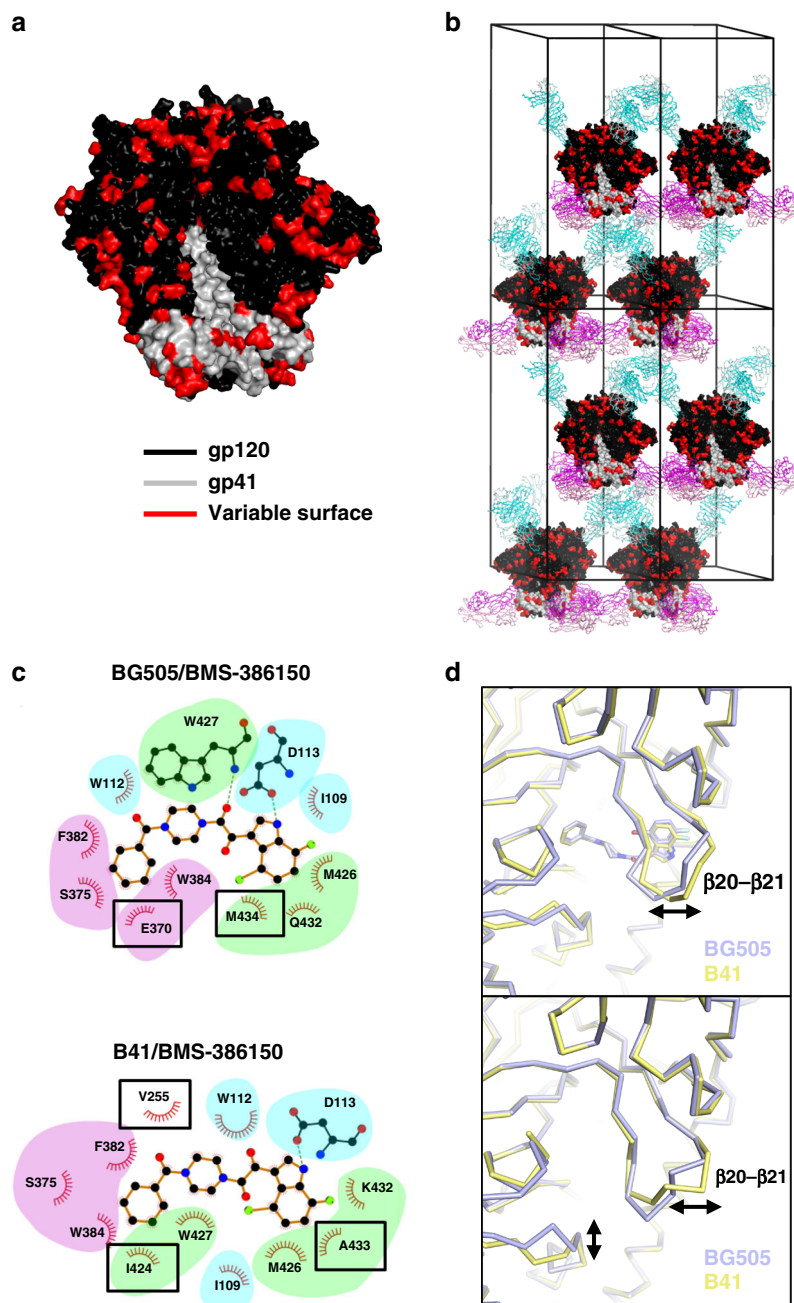 a
gp120
gp41
Variable surface
b
c
BG505/BMS-386150
W427
D113
W112
I109
F382
S375
W384
M426
E370
M434
Q432
B41/BMS-386150
V255
W112
D113
F382
S375
K432
W384
W427
A433
I424
M426
I109
d
β20–β21
BG505
B41
β20–β21
BG505
B41